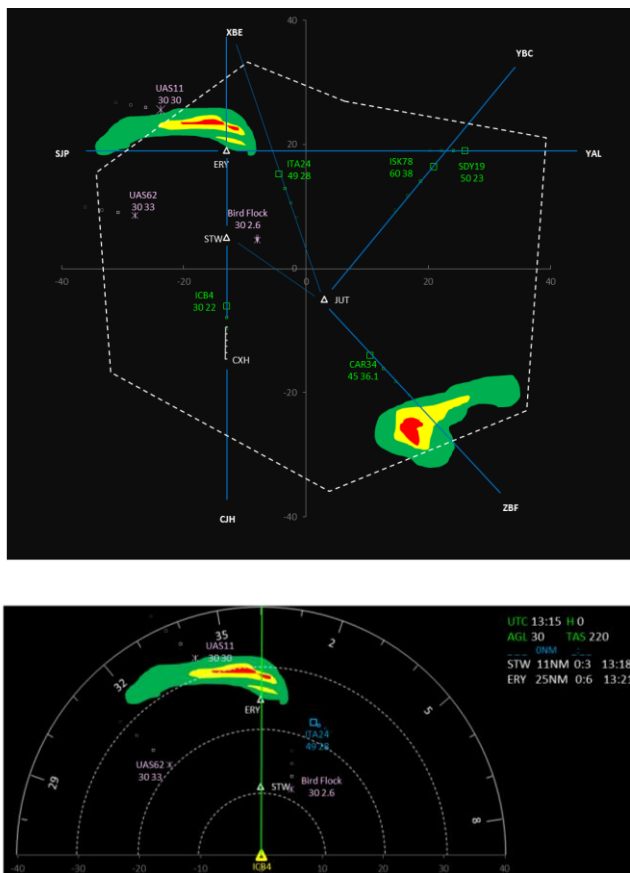 XBE
40
YBC
UAS11
30 30
20
SJP
ERY
ITA24
49 28
ISK78
60 38
SDY19
50 23
YAL
UAS62
30 33
Bird Flock
30 2.6
STW
-40
-20
0
20
40
ICB4
30 22
JUT
CXH
CAR34
45 36.1
-20
-40
CJH
ZBF
35
2
UTC 13:15 H 0
AGL 30 TAS 220
_ _ _ 0NM _:_ _
STW 11NM 0:3 13:18
ERY 25NM 0:6 13:21
UAS11
30 30
32
ERY
5
ITA24
49 28
UAS62
30 33
29
STW
Bird Flock
30 2.6
8
ICB4
-40
-30
-20
-10
0
10
20
30
40